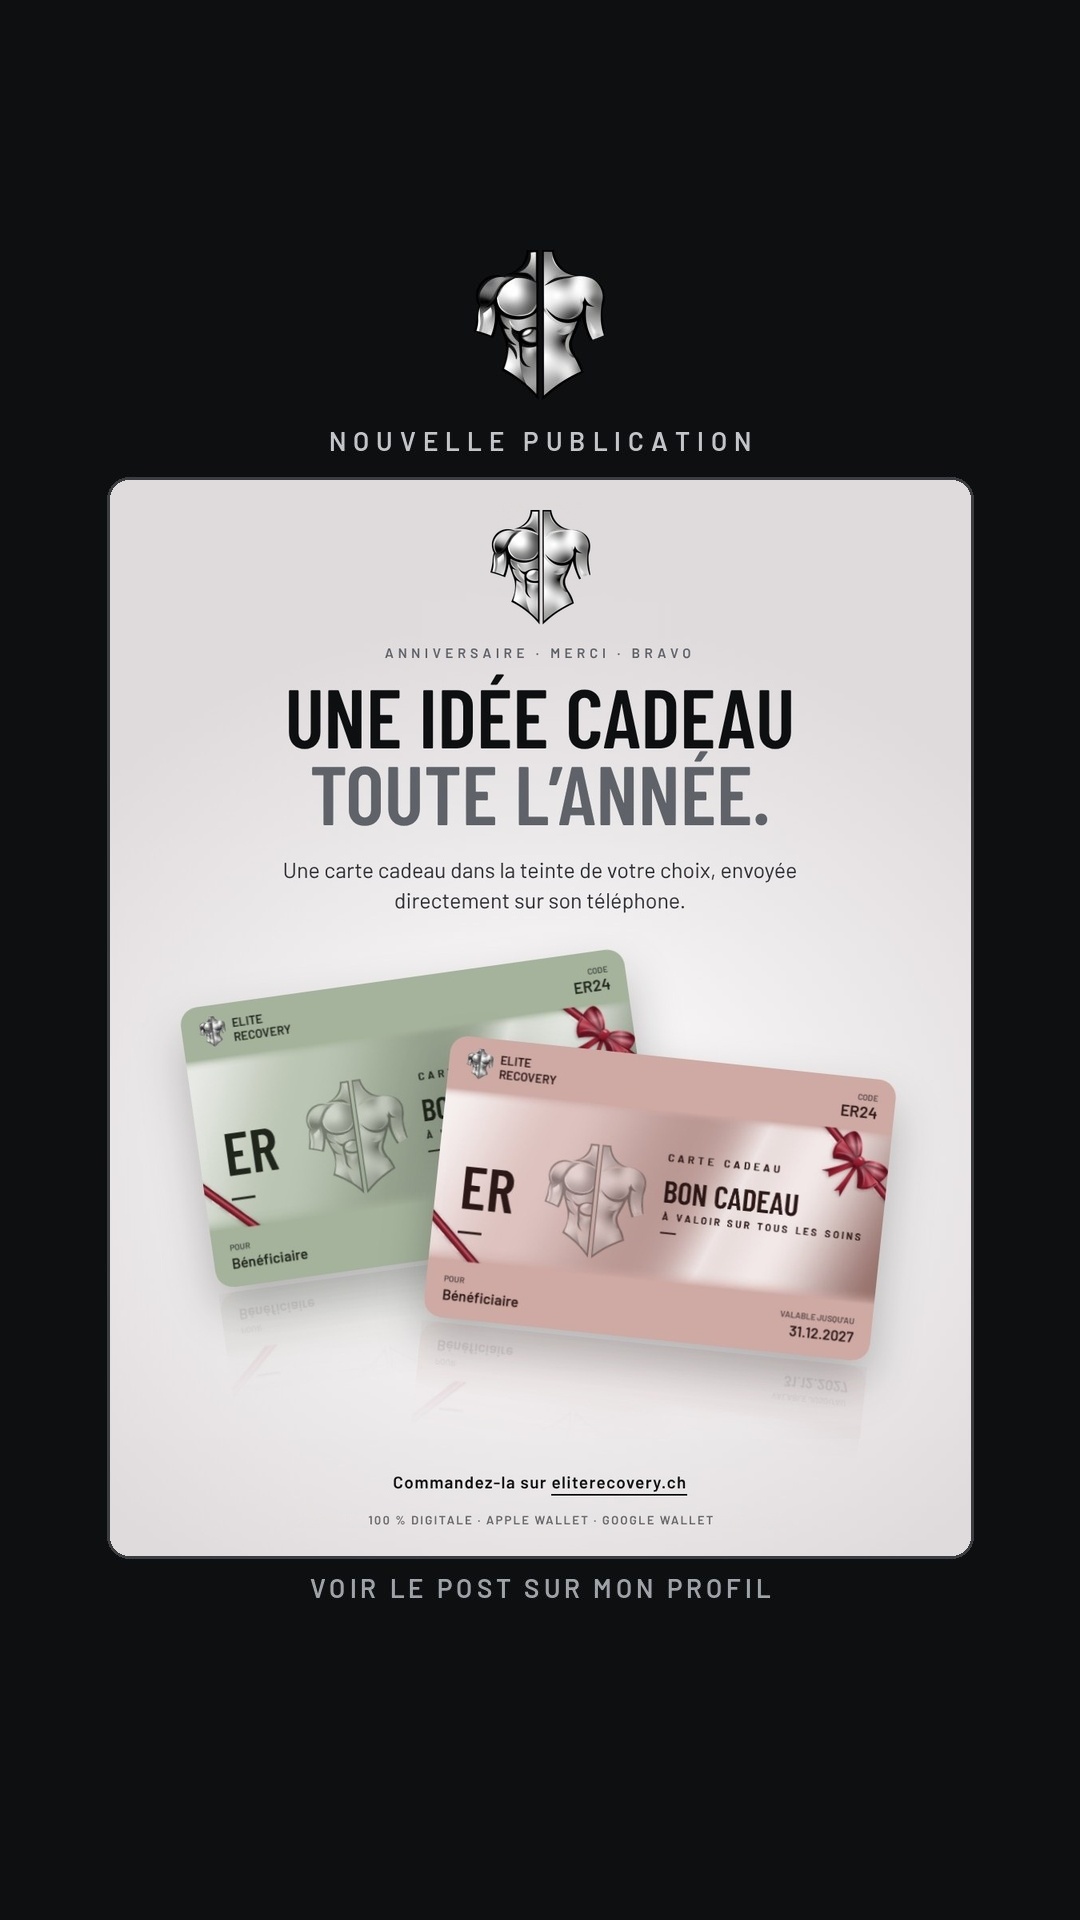 NOUVELLE PUBLICATION
ANNIVERSAIRE · MERCI · BRAVO
UNE IDÉE CADEAU
TOUTE L’ANNÉE.
Une carte cadeau dans la teinte de votre choix, envoyée
directement sur son téléphone.
ELITE
RECOVERY
CODE
ER24
ER
POUR
Bénéficiaire
ELITE
RECOVERY
CODE
ER24
ER
CARTE CADEAU
BON CADEAU
À VALOIR SUR TOUS LES SOINS
POUR
Bénéficiaire
VALABLE JUSQU'AU
31.12.2027
Commandez-la sur eliterecovery.ch
100 % DIGITALE · APPLE WALLET · GOOGLE WALLET
VOIR LE POST SUR MON PROFIL